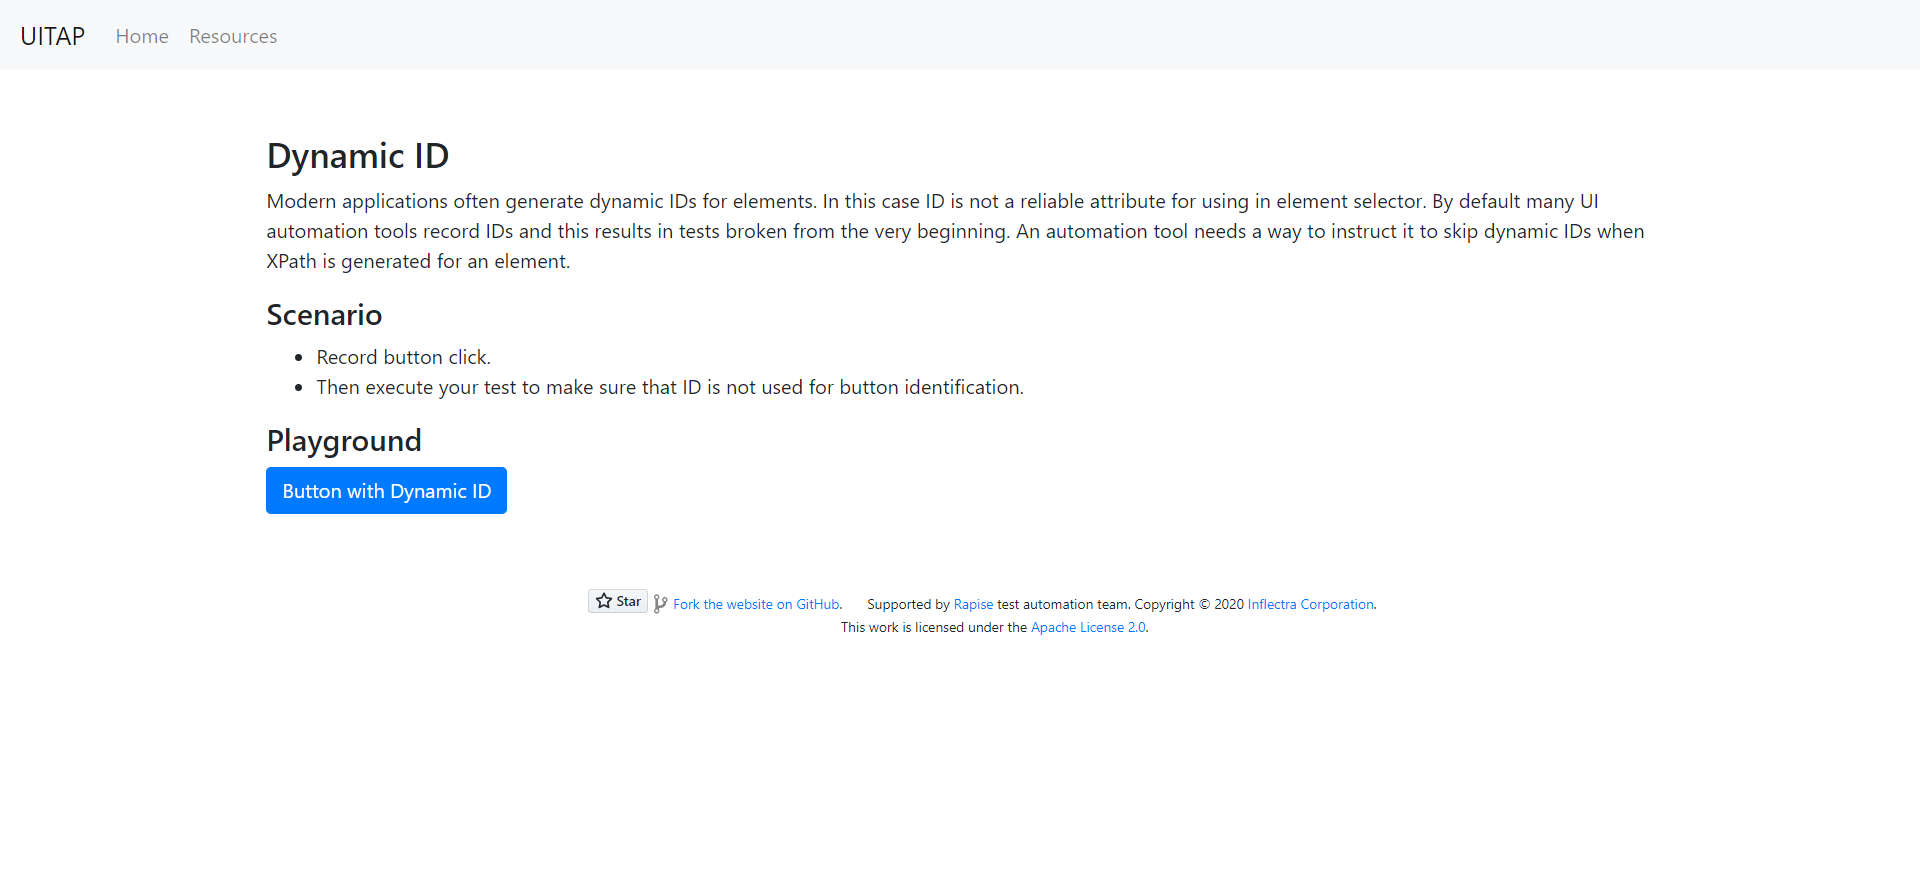 UITAP Home Resources
Dynamic ID
Modern applications often generate dynamic IDs for elements. In this case ID is not a reliable attribute for using in element selector. By default many UI
automation tools record IDs and this results in tests broken from the very beginning. An automation tool needs a way to instruct it to skip dynamic IDs when
XPath is generated for an element.
Scenario
Record button click.
Then execute your test to make sure that ID is not used for button identification.
Playground
Button with Dynamic ID
Star Fork the website on GitHub. Supported by Rapise test automation team. Copyright © 2020 Inflectra Corporation.
This work is licensed under the Apache License 2.0.